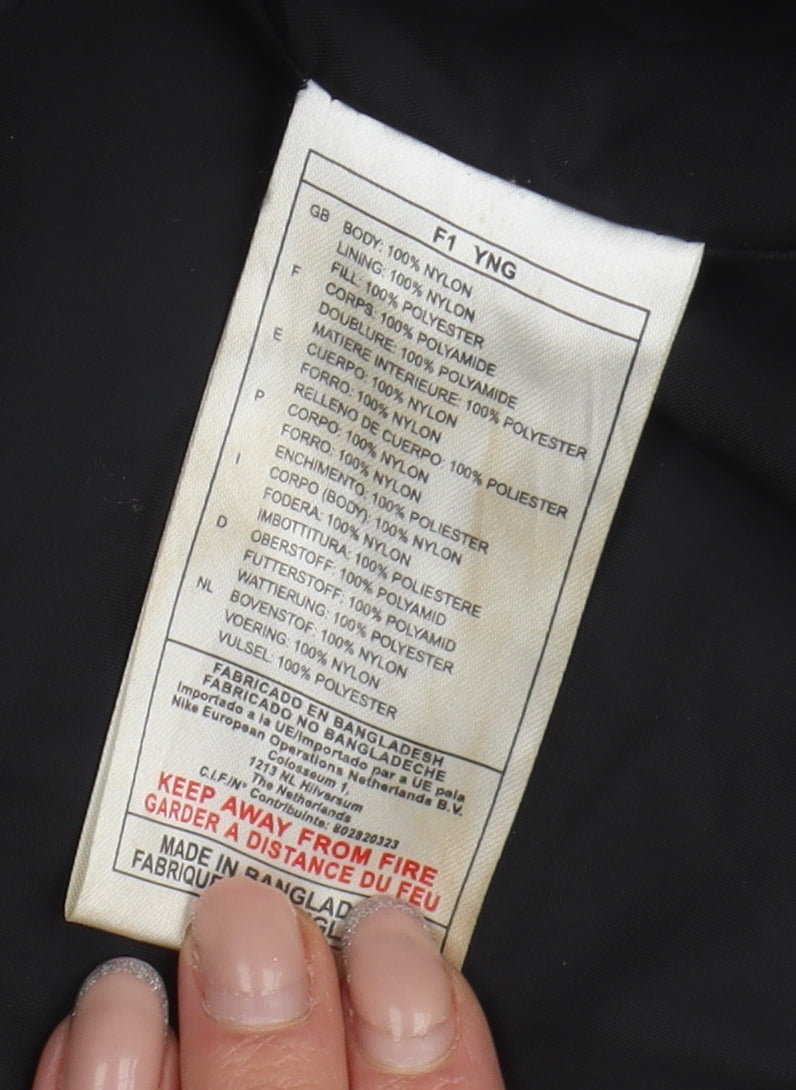 F1 YNG
GB BODY: 100% NYLON
LINING: 100% NYLON
FILL: 100% POLYESTER
F CORPS: 100% POLYAMIDE
DOUBLURE: 100% POLYAMIDE
MATIERE INTERIEURE: 100% POLYESTER
E CUERPO: 100% NYLON
FORRO: 100% NYLON
RELLENO DE CUERPO: 100% POLIESTER
P CORPO: 100% NYLON
FORRO: 100% NYLON
ENCHIMENTO: 100% POLIESTER
I CORPO (BODY): 100% NYLON
FODERA: 100% NYLON
IMBOTTITURA: 100% POLIESTERE
D OBERSTOFF: 100% POLYAMID
FUTTERSTOFF: 100% POLYAMID
WATTIERUNG: 100% POLYESTER
NL BOVENSTOF: 100% NYLON
VOERING: 100% NYLON
VULSEL: 100% POLYESTER
FABRICADO EN BANGLADESH
FABRICADO NO BANGLADECHE
Importado a la UE/Importado par a UE pela
Nike European Operations Netherlands B.V.
Colosseum 1,
1213 NL Hilversum
The Netherlands
C.I.F./N° Contribuinte: 802820323
KEEP AWAY FROM FIRE
GARDER A DISTANCE DU FEU
MADE IN BANGLAD
FABRIQUE